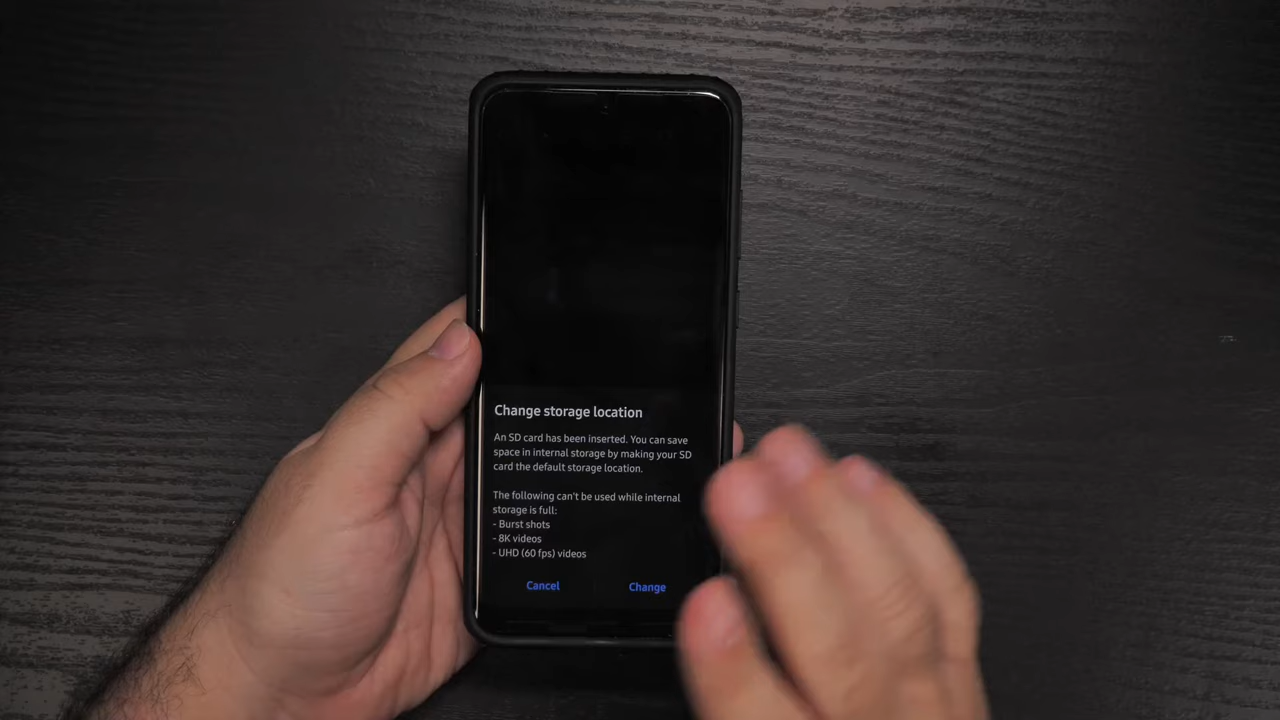 Change storage location
An SD card has been inserted. You can save
space in internal storage by making your SD
card the default storage location.
The following can't be used while internal
storage is full:
- Burst shots
- 8K videos
- UHD (60 fps) videos
Cancel Change